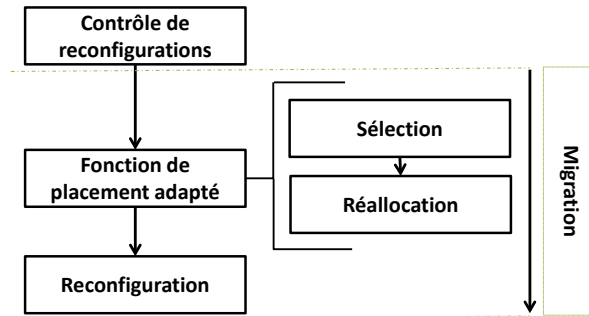 Contrôle de
reconfigurations
Fonction de
placement adapté
Reconfiguration
Sélection
Réallocation
Migration